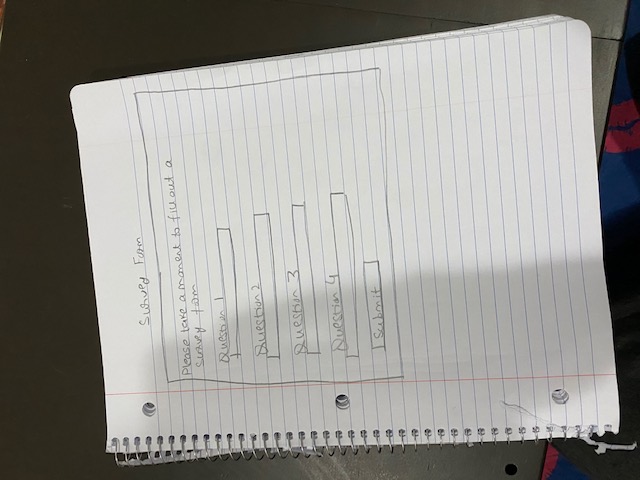 Survey Form
Please take a moment to fill out a
survey form
Question 1
Question 2
Question 3
Question 4
Submit